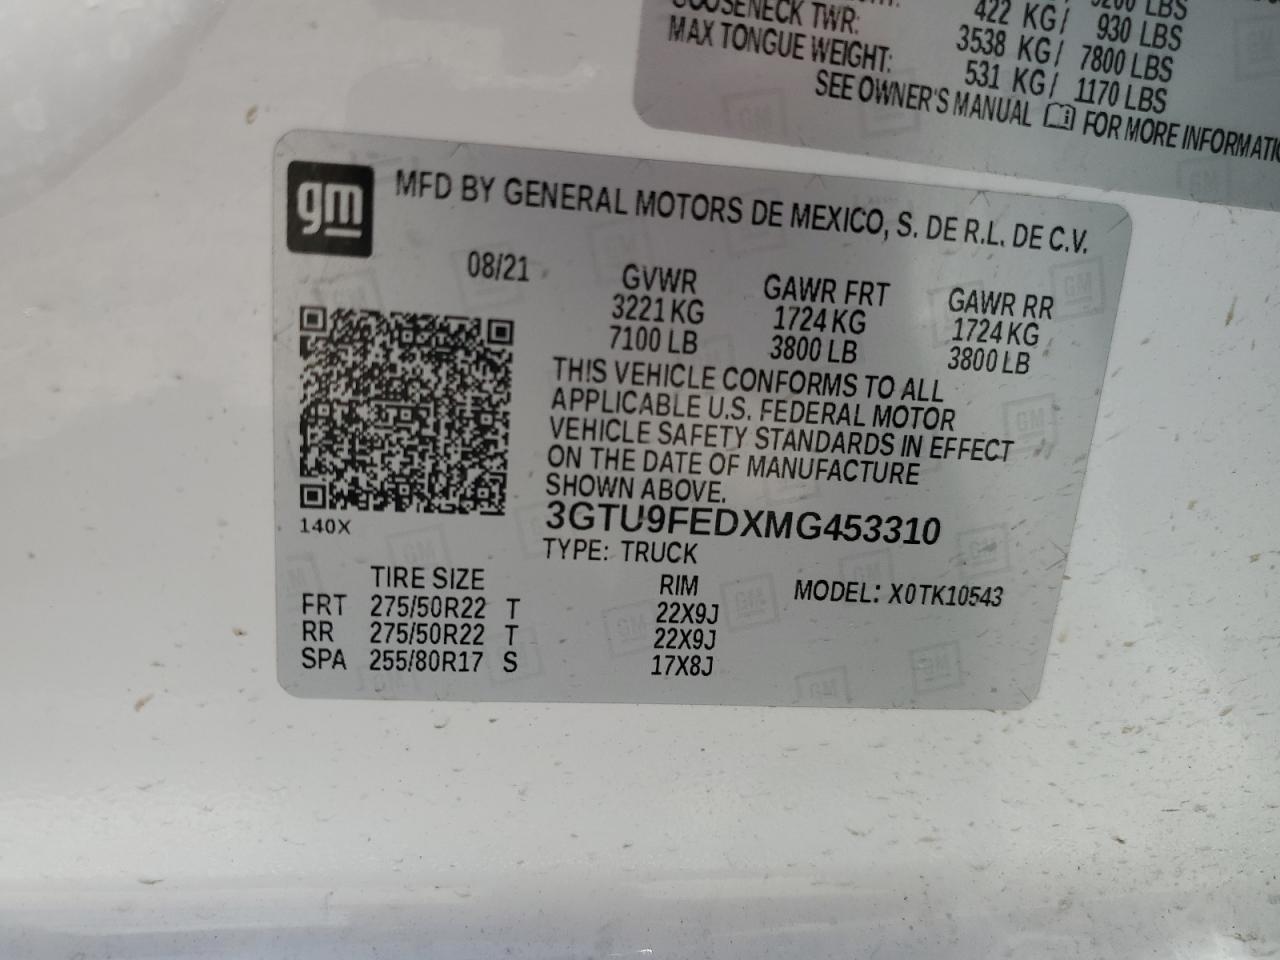 LBS
GOOSENECK TWR: 422 KG/ 930 LBS
MAX TONGUE WEIGHT: 3538 KG/ 7800 LBS
531 KG/ 1170 LBS
SEE OWNER'S MANUAL FOR MORE
gm
MFD BY GENERAL MOTORS DE MEXICO, S. DE R.L. DE C.V.
08/21
GVWR GAWR FRT GAWR RR
3221 KG 1724 KG 1724 KG
7100 LB 3800 LB 3800 LB
THIS VEHICLE CONFORMS TO ALL
APPLICABLE U.S. FEDERAL MOTOR
VEHICLE SAFETY STANDARDS IN EFFECT
ON THE DATE OF MANUFACTURE
SHOWN ABOVE.
140X
3GTU9FEDXMG453310
TYPE: TRUCK
TIRE SIZE RIM MODEL: X0TK10543
FRT 275/50R22 T 22X9J
RR 275/50R22 T 22X9J
SPA 255/80R17 S 17X8J